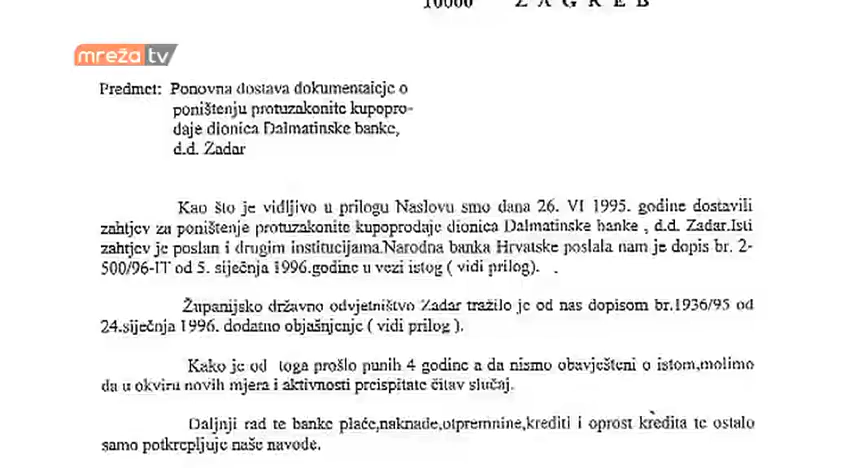 10000 Z A G R E B
mreža tv
Predmet: Ponovna dostava dokumentaicje o
poništenju protuzakonite kupopro-
daje dionica Dalmatinske banke,
d.d. Zadar
Kao što je vidljivo u prilogu Naslovu smo dana 26. VI 1995. godine dostavili
zahtjev za poništenje protuzakonite kupoprodaje dionica Dalmatinske banke , d.d. Zadar.Isti
zahtjev je poslan i drugim institucijama.Narodna banka Hrvatske poslala nam je dopis br. 2-
500/96-IT od 5. siječnja 1996.godine u vezi istog ( vidi prilog). .
Županijsko državno odvjetništvo Zadar tražilo je od nas dopisom br.1936/95 od
24.siječnja 1996. dodatno objašnjenje ( vidi prilog ).
Kako je od toga prošlo punih 4 godine a da nismo obavješteni o istom,molimo
da u okviru novih mjera i aktivnosti preispitate čitav slučaj.
Daljnji rad te banke plaće,naknade,otpremnine,krediti i oprost kredita te ostalo
samo potkrepljuje naše navode.